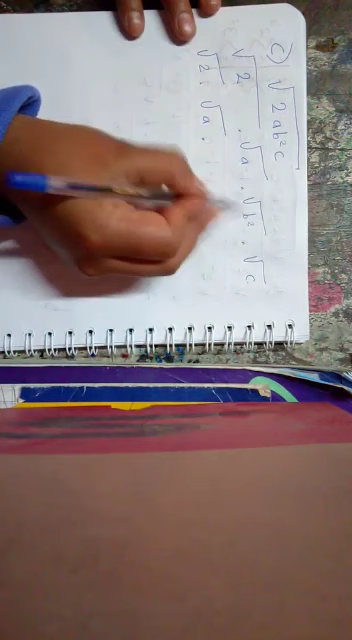 c) √2ab²c
√2 · √a · √b² · √c
√2 · √a ·